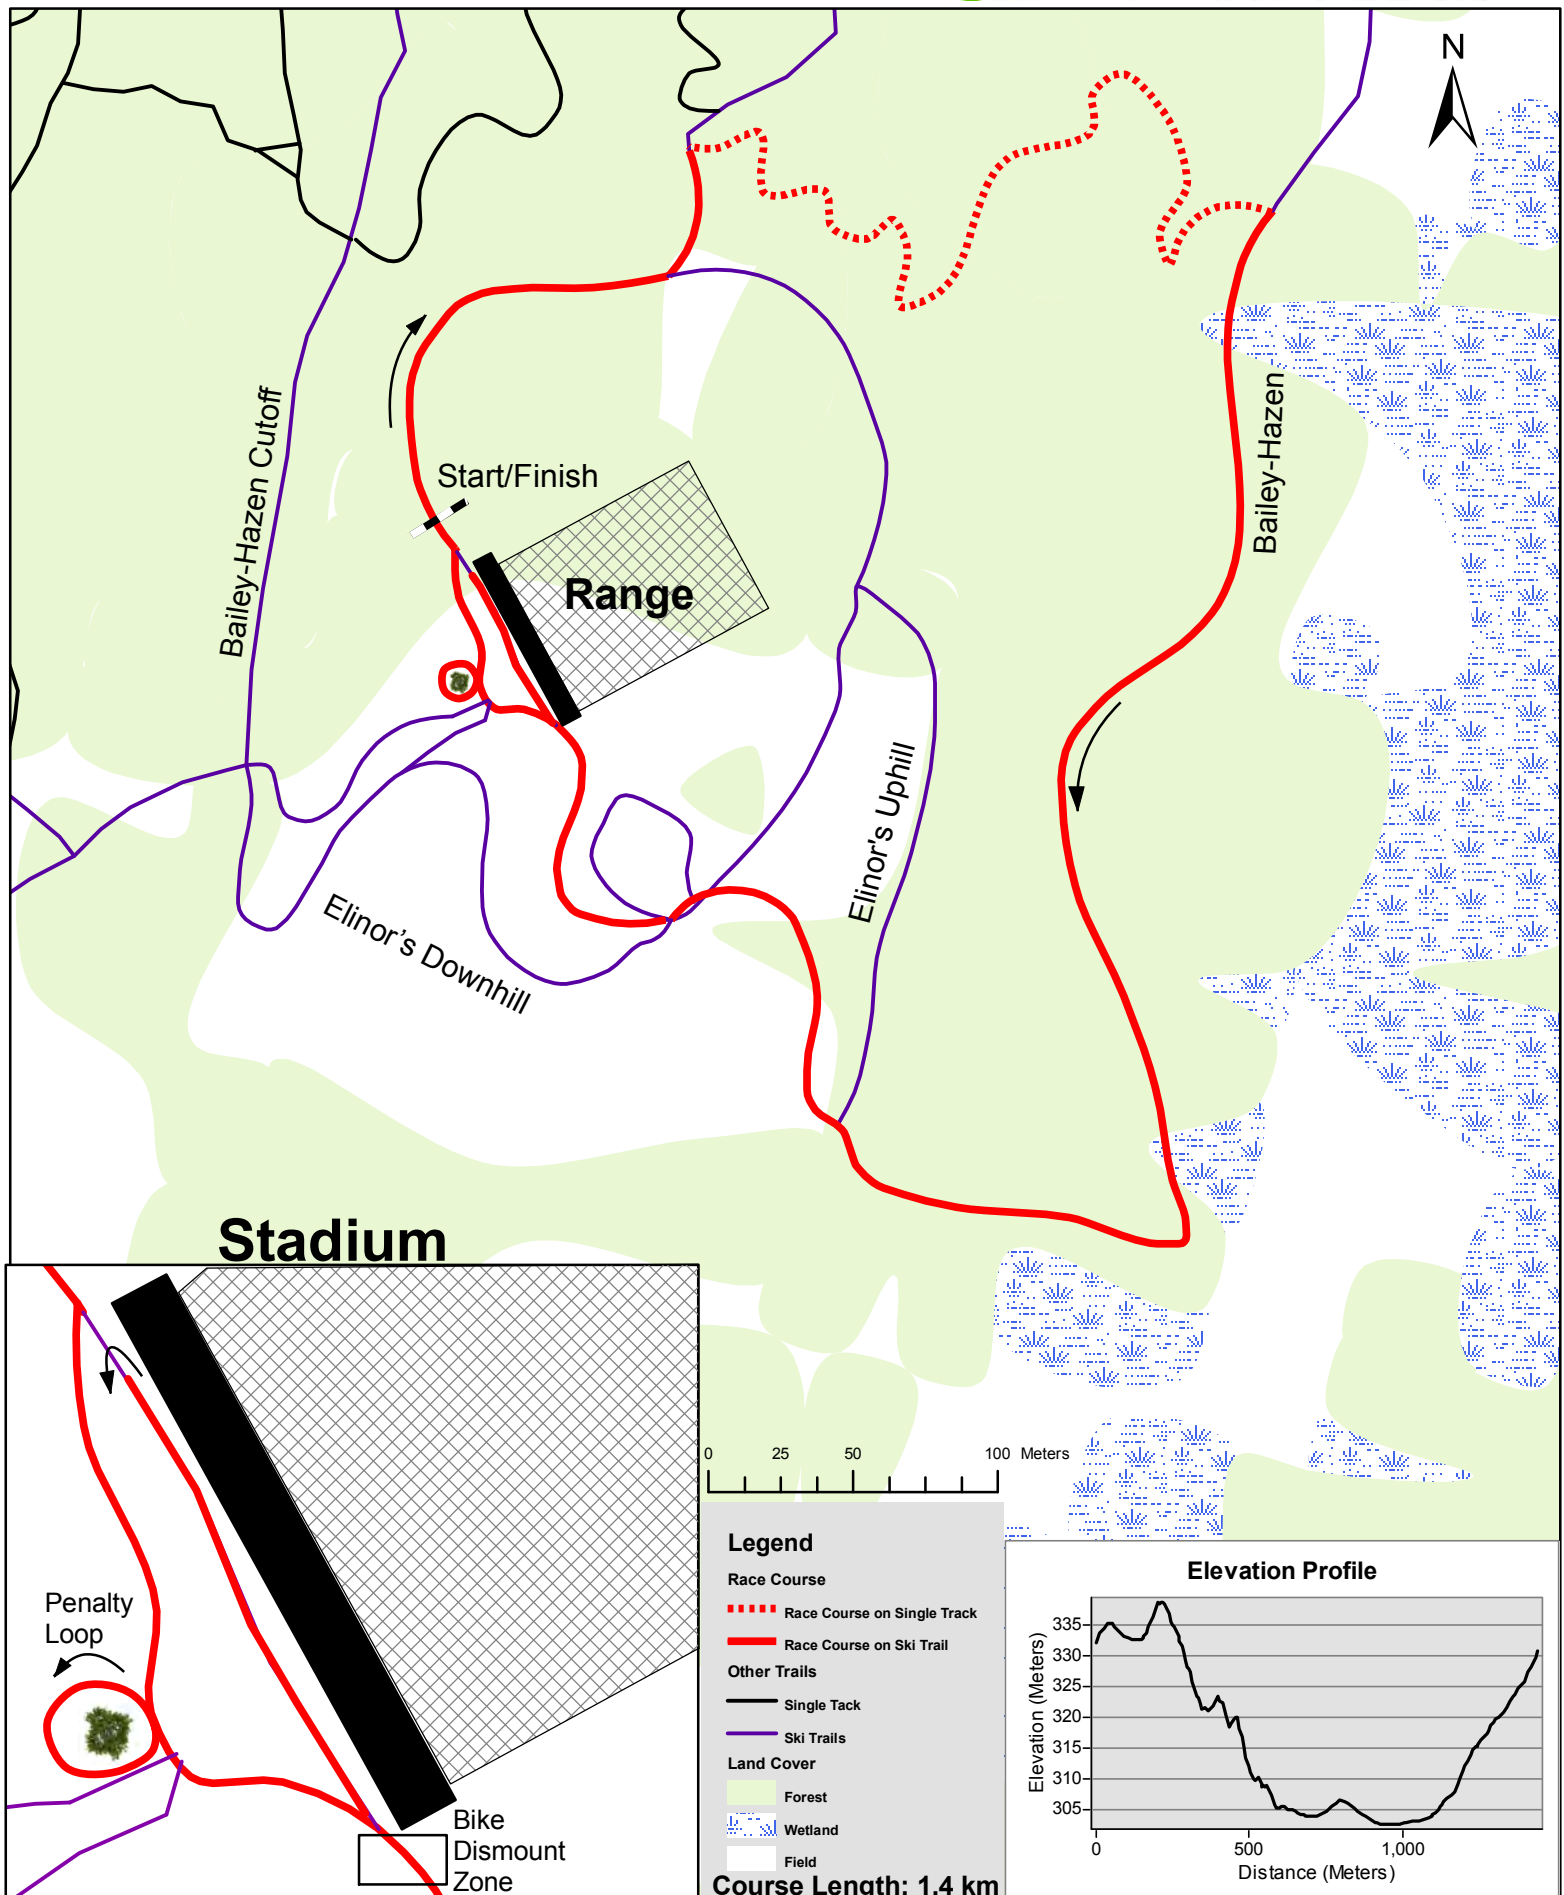 N
Bailey-Hazen Cutoff
Start/Finish
Range
Bailey-Hazen
Elinor's Uphill
Elinor's Downhill
Stadium
Penalty
Loop
Bike
Dismount
Zone
0 25 50 100 Meters
Legend
Race Course
Race Course on Single Track
Race Course on Ski Trail
Other Trails
Single Tack
Ski Trails
Land Cover
Forest
Wetland
Field
Course Length: 1.4 km
Elevation Profile
Elevation (Meters)
335
330
325
320
315
310
305
0 500 1,000
Distance (Meters)